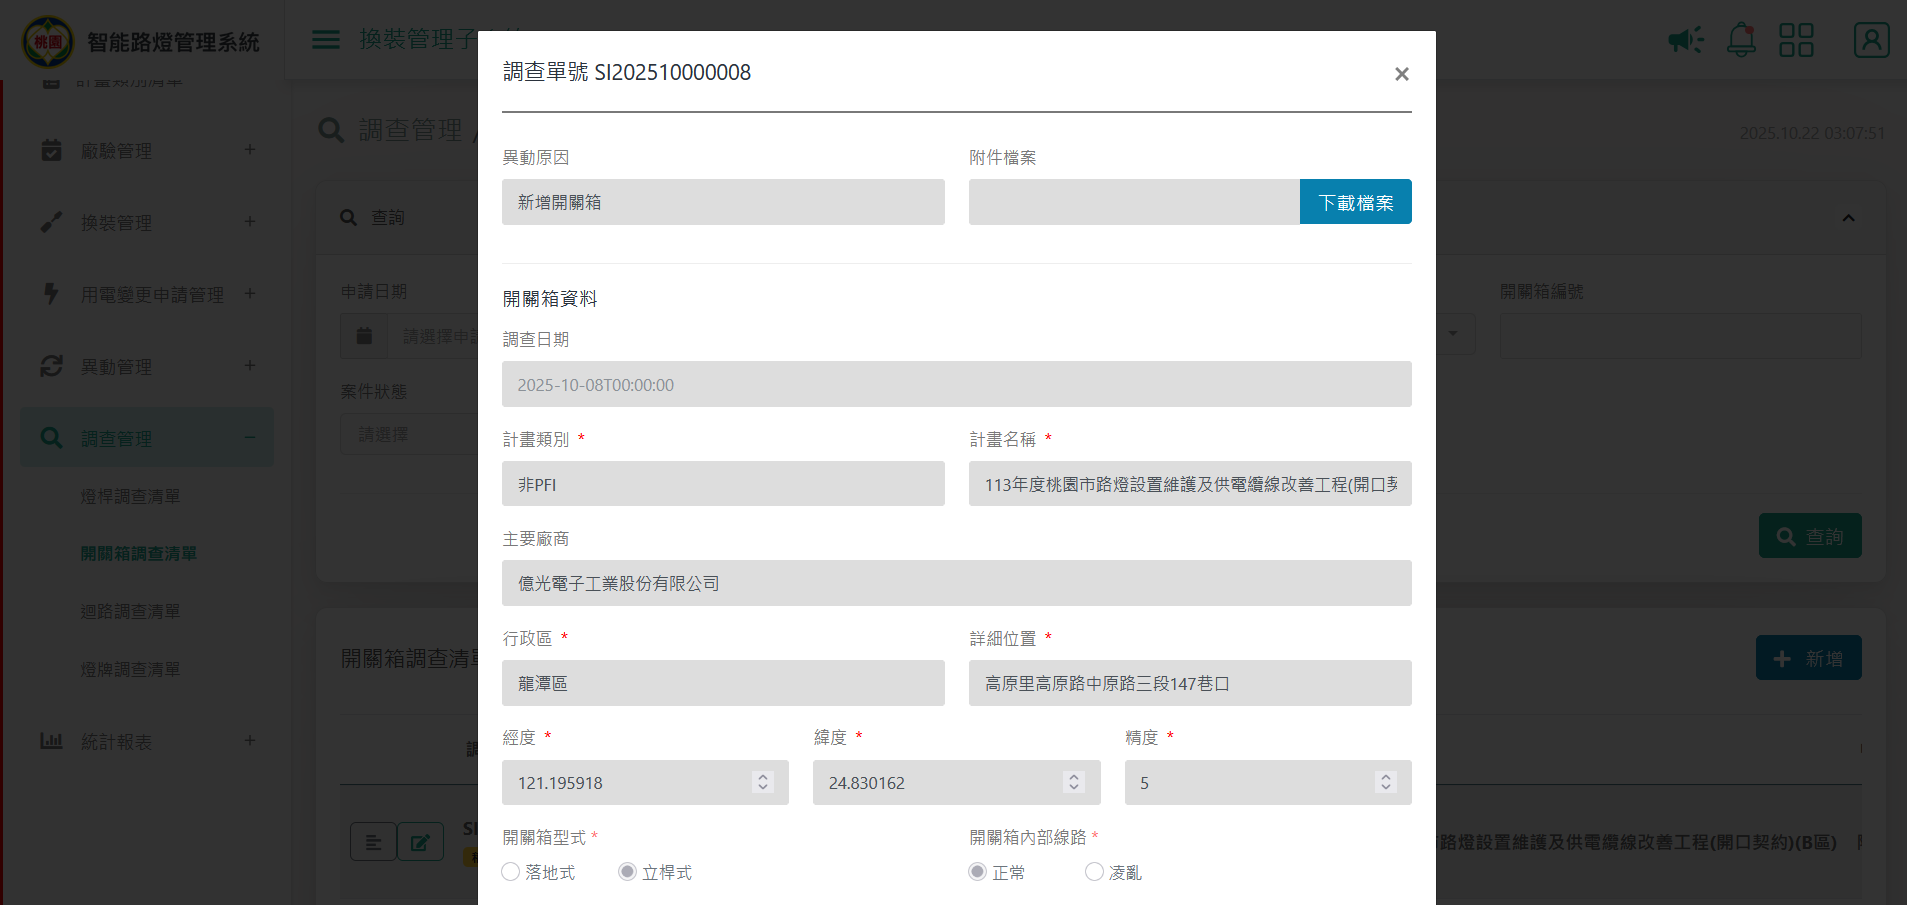 桃園
智能路燈管理系統
換裝管理子
計畫類別清單
廠驗管理
換裝管理
用電變更申請管理
異動管理
調查管理
燈桿調查清單
開關箱調查清單
迴路調查清單
燈牌調查清單
統計報表
調查管理 /
2025.10.22 03:07:51
查詢
申請日期
請選擇申
開關箱編號
案件狀態
請選擇
查詢
開關箱調查清
新增
SI
路燈設置維護及供電纜線改善工程(開口契約)(B區)
調查單號 SI202510000008
×
異動原因
附件檔案
新增開關箱
下載檔案
開關箱資料
調查日期
2025-10-08T00:00:00
計畫類別 *
計畫名稱 *
非PFI
113年度桃園市路燈設置維護及供電纜線改善工程(開口
主要廠商
億光電子工業股份有限公司
行政區 *
詳細位置 *
龍潭區
高原里高原路中原路三段147巷口
經度 *
緯度 *
精度 *
121.195918
24.830162
5
開關箱型式 *
開關箱內部線路 *
落地式
立桿式
正常
凌亂